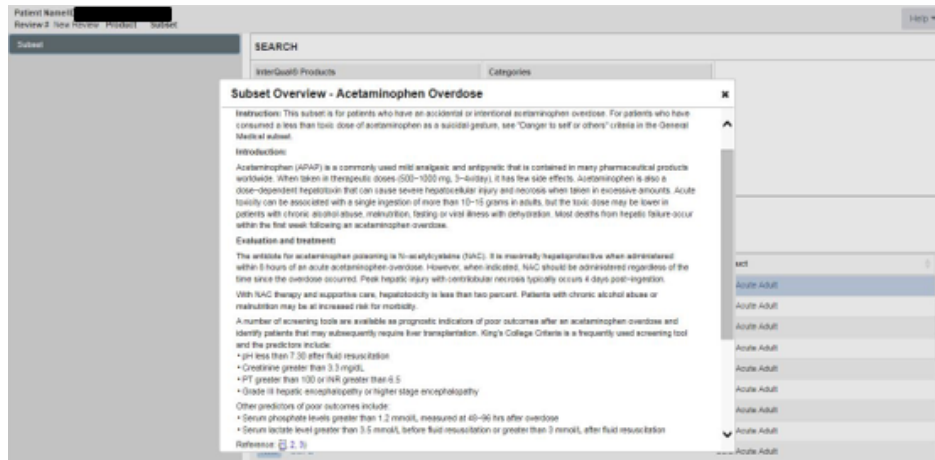 Patient Name/ID
Review # New Review Product Subset
Help
Subset
SEARCH
InterQual® Products
Categories
Subset Overview - Acetaminophen Overdose
Instruction: This subset is for patients who have an accidental or intentional acetaminophen overdose. For patients who have
consumed a less than toxic dose of acetaminophen as a suicidal gesture, see "Danger to self or others" criteria in the General
Medical subset.
Introduction:
Acetaminophen (APAP) is a commonly used mild analgesic and antipyretic that is contained in many pharmaceutical products
worldwide. When taken in therapeutic doses (500-1000 mg, 3-4x/day), it has few side effects. Acetaminophen is also a
dose-dependent hepatotoxin that can cause severe hepatocellular injury and necrosis when taken in excessive amounts. Acute
toxicity can be associated with a single ingestion of more than 10-15 grams in adults, but the toxic dose may be lower in
patients with chronic alcohol abuse, malnutrition, fasting or viral illness with dehydration. Most deaths from hepatic failure occur
within the first week following an acetaminophen overdose.
Evaluation and treatment:
The antidote for acetaminophen poisoning is N-acetylcysteine (NAC). It is maximally hepatoprotective when administered
within 8 hours of an acute acetaminophen overdose. However, when indicated, NAC should be administered regardless of the
time since the overdose occurred. Peak hepatic injury with centrilobular necrosis typically occurs 4 days post-ingestion.
With NAC therapy and supportive care, hepatotoxicity is less than two percent. Patients with chronic alcohol abuse or
malnutrition may be at increased risk for morbidity.
A number of screening tools are available as prognostic indicators of poor outcomes after an acetaminophen overdose and
identify patients that may subsequently require liver transplantation. King's College Criteria is a frequently used screening tool
and the predictors include:
• pH less than 7.30 after fluid resuscitation
• Creatinine greater than 3.3 mg/dL
• PT greater than 100 or INR greater than 6.5
• Grade III hepatic encephalopathy or higher stage encephalopathy
Other predictors of poor outcomes include:
• Serum phosphate levels greater than 1.2 mmol/L, measured at 48-96 hrs after overdose
• Serum lactate level greater than 3.5 mmol/L, before fluid resuscitation or greater than 3 mmol/L, after fluid resuscitation
Reference: (1, 2, 3)
Acute Adult
Acute Adult
Acute Adult
Acute Adult
Acute Adult
Acute Adult
Acute Adult
Acute Adult
Acute Adult